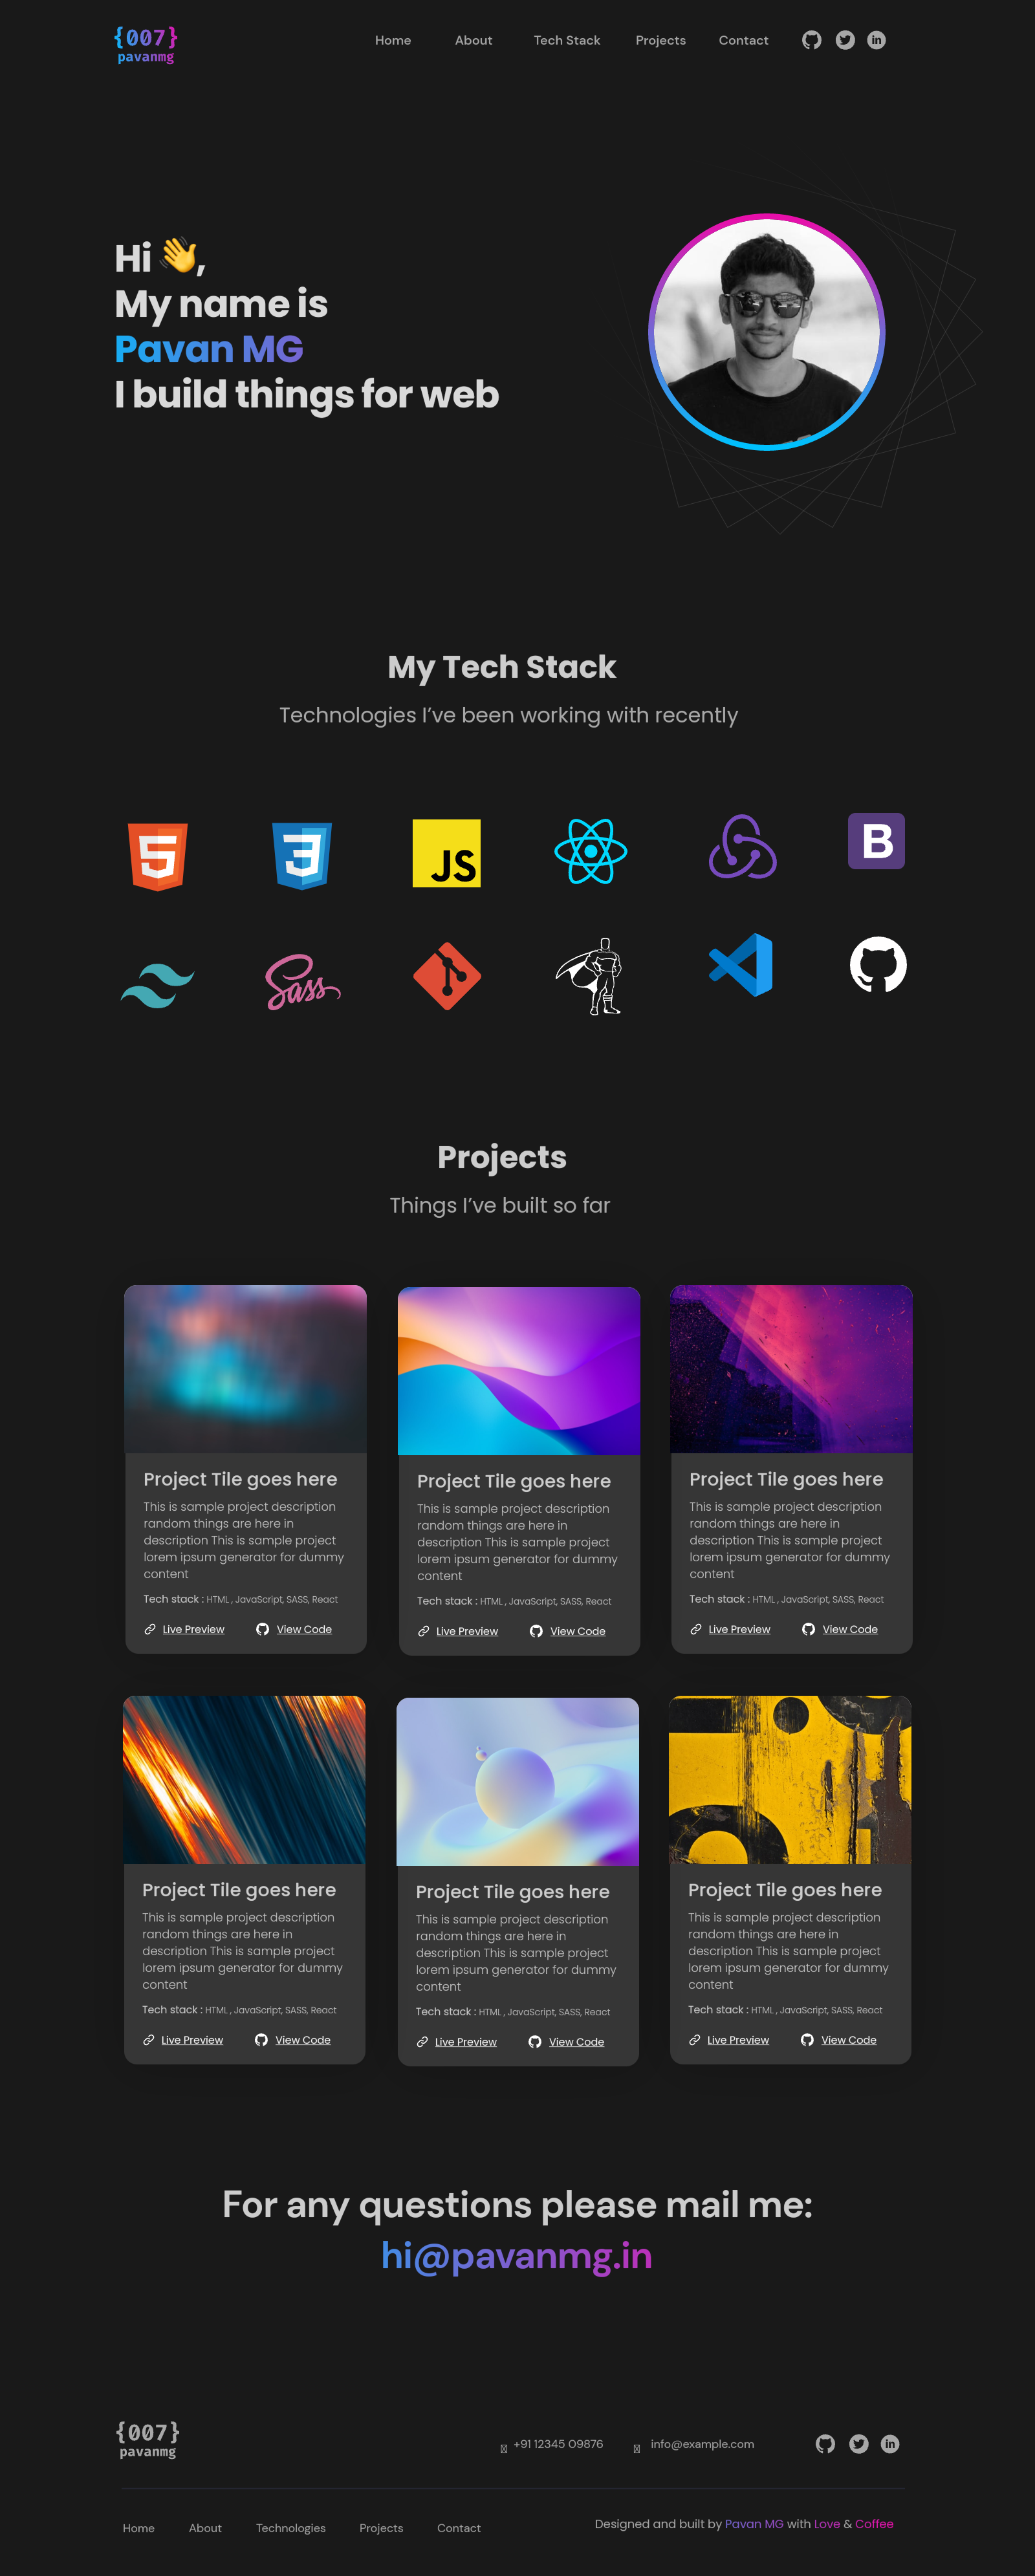 {007}
pavanmg
Home About Tech Stack Projects Contact
in
Hi 👋,
My name is
Pavan MG
I build things for web
My Tech Stack
Technologies I’ve been working with recently
5 3 JS B
Sass
Projects
Things I’ve built so far
Project Tile goes here
This is sample project description
random things are here in
description This is sample project
lorem ipsum generator for dummy
content
Tech stack : HTML , JavaScript, SASS, React
Live Preview View Code
Project Tile goes here
This is sample project description
random things are here in
description This is sample project
lorem ipsum generator for dummy
content
Tech stack : HTML , JavaScript, SASS, React
Live Preview View Code
Project Tile goes here
This is sample project description
random things are here in
description This is sample project
lorem ipsum generator for dummy
content
Tech stack : HTML , JavaScript, SASS, React
Live Preview View Code
Project Tile goes here
This is sample project description
random things are here in
description This is sample project
lorem ipsum generator for dummy
content
Tech stack : HTML , JavaScript, SASS, React
Live Preview View Code
Project Tile goes here
This is sample project description
random things are here in
description This is sample project
lorem ipsum generator for dummy
content
Tech stack : HTML , JavaScript, SASS, React
Live Preview View Code
Project Tile goes here
This is sample project description
random things are here in
description This is sample project
lorem ipsum generator for dummy
content
Tech stack : HTML , JavaScript, SASS, React
Live Preview View Code
For any questions please mail me:
hi@pavanmg.in
{007}
pavanmg
+91 12345 09876 info@example.com
in
Home About Technologies Projects Contact
Designed and built by Pavan MG with Love & Coffee